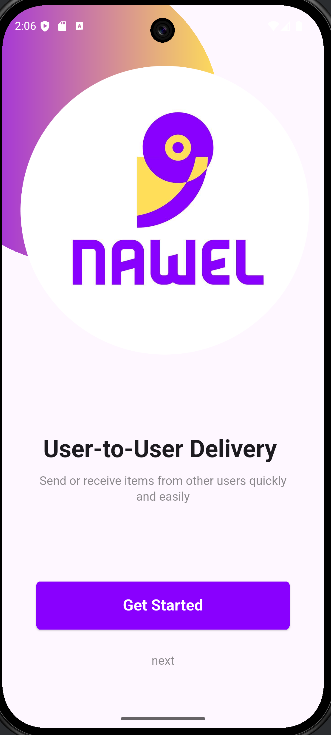 2:06
NAWEL
User-to-User Delivery
Send or receive items from other users quickly
and easily
Get Started
next